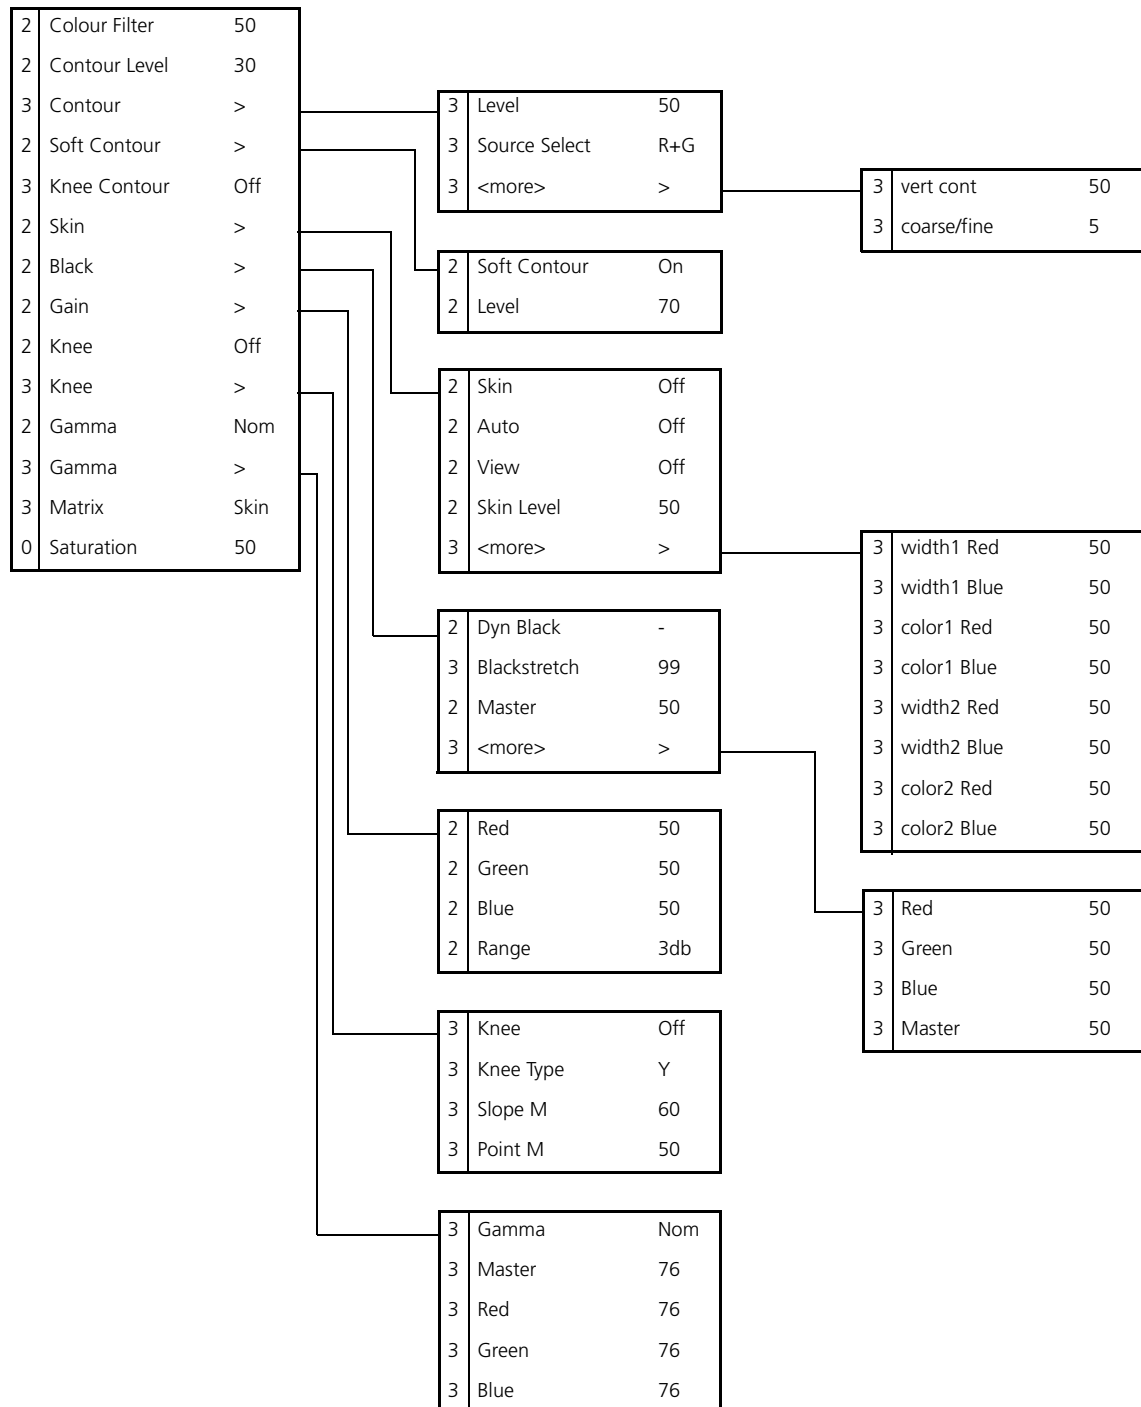 2 Colour Filter 50
2 Contour Level 30
3 Contour >
2 Soft Contour >
3 Knee Contour Off
2 Skin >
2 Black >
2 Gain >
2 Knee Off
3 Knee >
2 Gamma Nom
3 Gamma >
3 Matrix Skin
0 Saturation 50
3 Level 50
3 Source Select R+G
3 <more> >
3 vert cont 50
3 coarse/fine 5
2 Soft Contour On
2 Level 70
2 Skin Off
2 Auto Off
2 View Off
2 Skin Level 50
3 <more> >
3 width1 Red 50
3 width1 Blue 50
3 color1 Red 50
3 color1 Blue 50
3 width2 Red 50
3 width2 Blue 50
3 color2 Red 50
3 color2 Blue 50
2 Dyn Black -
3 Blackstretch 99
2 Master 50
3 <more> >
3 Red 50
3 Green 50
3 Blue 50
3 Master 50
2 Red 50
2 Green 50
2 Blue 50
2 Range 3db
3 Knee Off
3 Knee Type Y
3 Slope M 60
3 Point M 50
3 Gamma Nom
3 Master 76
3 Red 76
3 Green 76
3 Blue 76